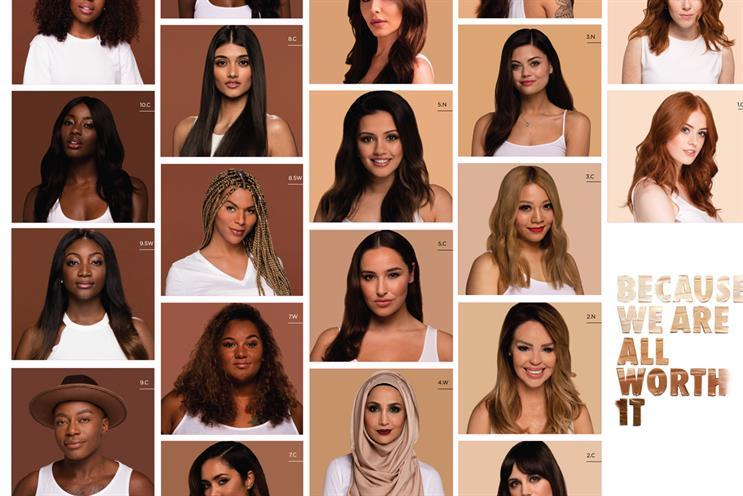 8.C
3.N
10.C
5.N
1.
8.5W
3.C
9.5W
5.C
7.W
2.N
9.C
4.W
7.C
2.C
BECAUSE
WE ARE
ALL
WORTH
IT